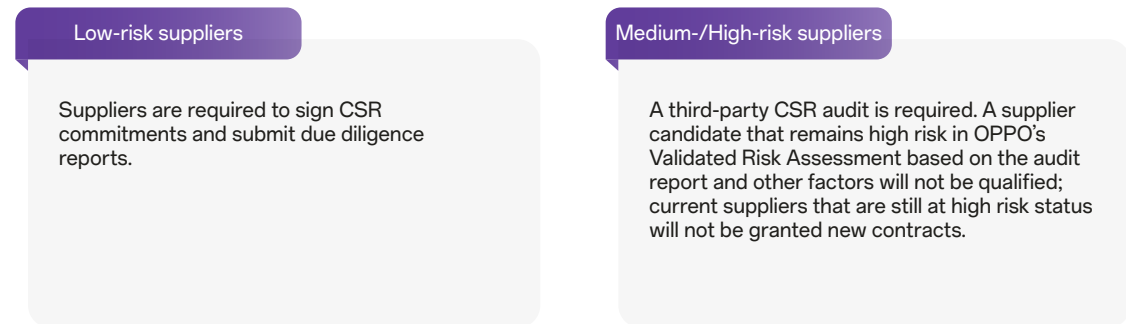 Low-risk suppliers
Suppliers are required to sign CSR
commitments and submit due diligence
reports.
Medium-/High-risk suppliers
A third-party CSR audit is required. A supplier
candidate that remains high risk in OPPO’s
Validated Risk Assessment based on the audit
report and other factors will not be qualified;
current suppliers that are still at high risk status
will not be granted new contracts.